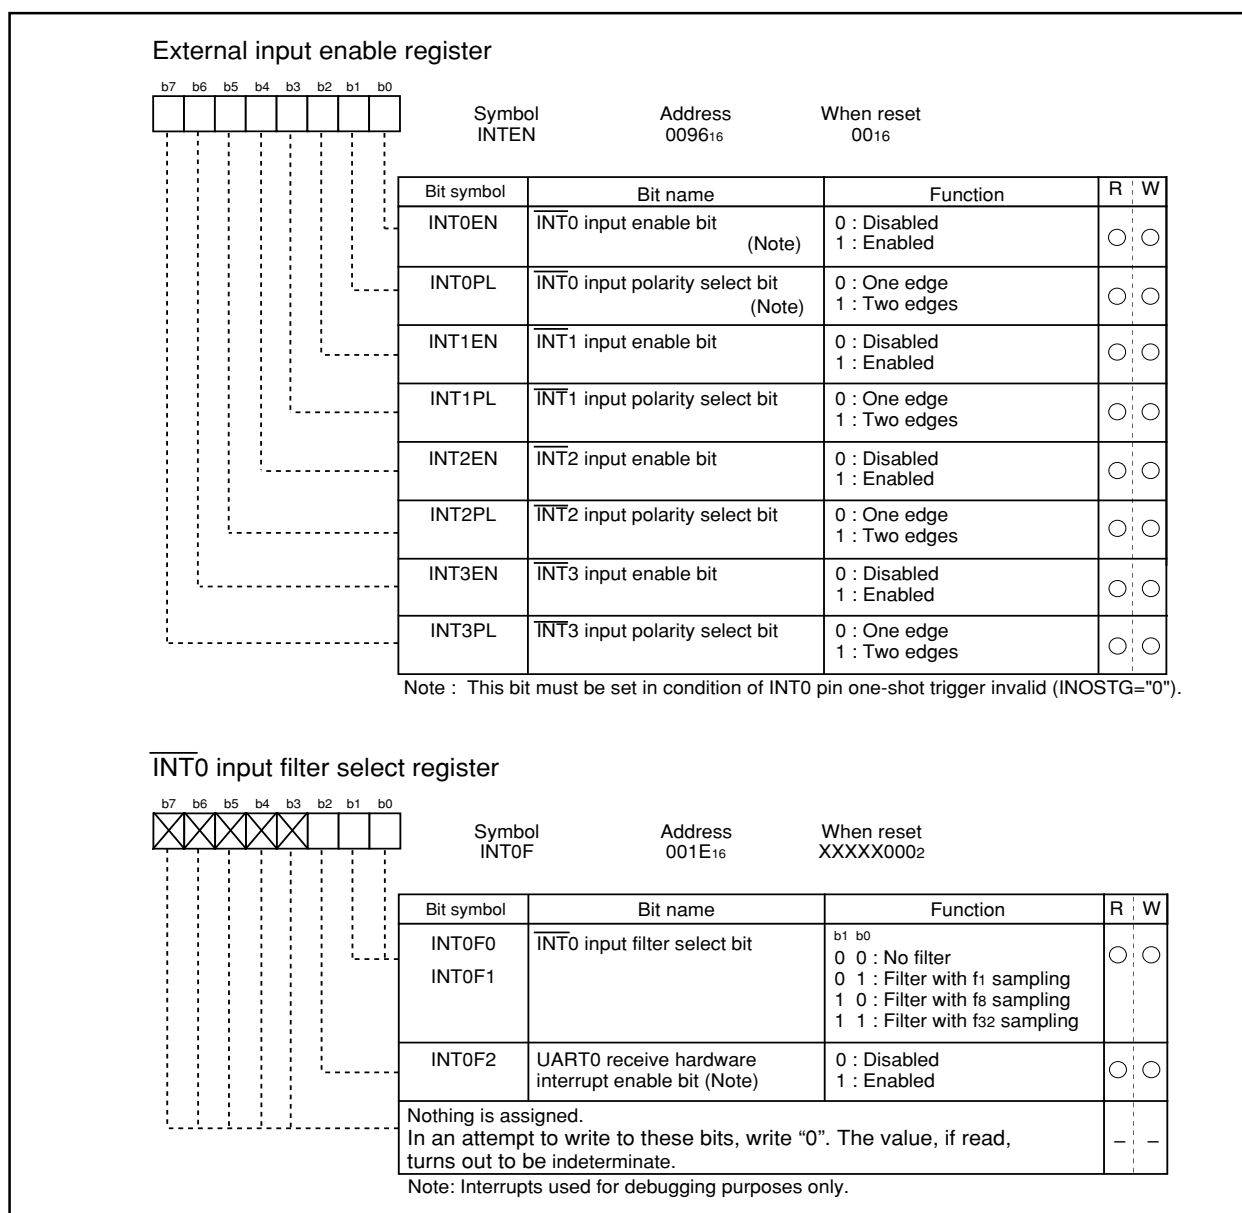 External input enable register
b7 b6 b5 b4 b3 b2 b1 b0
Symbol Address When reset
INTEN 009616 0016
Bit symbol Bit name Function R W
INT0EN INT0 input enable bit 0 : Disabled
(Note) 1 : Enabled
INT0PL INT0 input polarity select bit 0 : One edge
(Note) 1 : Two edges
INT1EN INT1 input enable bit 0 : Disabled
1 : Enabled
INT1PL INT1 input polarity select bit 0 : One edge
1 : Two edges
INT2EN INT2 input enable bit 0 : Disabled
1 : Enabled
INT2PL INT2 input polarity select bit 0 : One edge
1 : Two edges
INT3EN INT3 input enable bit 0 : Disabled
1 : Enabled
INT3PL INT3 input polarity select bit 0 : One edge
1 : Two edges
Note : This bit must be set in condition of INT0 pin one-shot trigger invalid (INOSTG="0").
INT0 input filter select register
b7 b6 b5 b4 b3 b2 b1 b0
Symbol Address When reset
INT0F 001E16 XXXXX0002
Bit symbol Bit name Function R W
INT0F0 INT0 input filter select bit b1 b0
0 0 : No filter
INT0F1 0 1 : Filter with f1 sampling
1 0 : Filter with f8 sampling
1 1 : Filter with f32 sampling
INT0F2 UART0 receive hardware 0 : Disabled
interrupt enable bit (Note) 1 : Enabled
Nothing is assigned.
In an attempt to write to these bits, write “0”. The value, if read, – –
turns out to be indeterminate.
Note: Interrupts used for debugging purposes only.